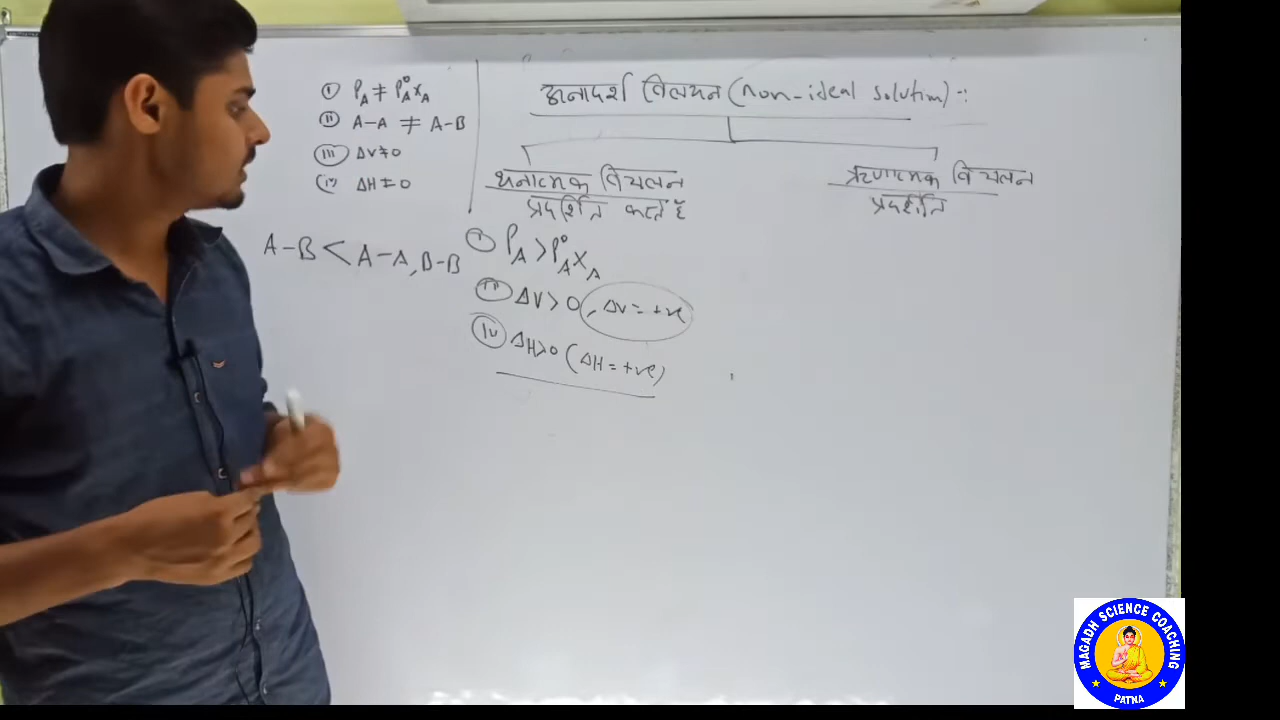 ① P_A ≠ P°_A X_A
② A-A ≠ A-B
③ ΔV≠0
④ ΔH≠0
A-B < A-A, B-B
अनादर्श विलयन (non-ideal solution) :-
धनात्मक विचलन
प्रदर्शित करते हैं
① P_A > P°_A X_A
ΔV > 0, ΔV = +ve
④ ΔH>0 (ΔH = +ve)
ऋणात्मक विचलन
प्रदर्शित
MAGADH SCIENCE COACHING
PATNA